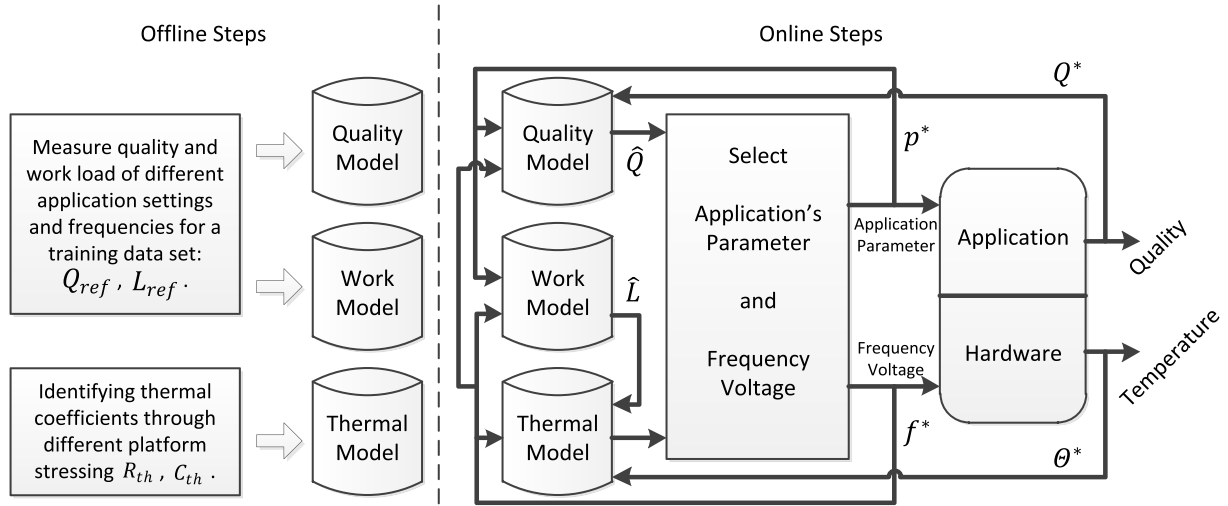 Offline Steps
Measure quality and
work load of different
application settings
and frequencies for a
training data set:
Q_ref , L_ref .
Identifying thermal
coefficients through
different platform
stressing R_th , C_th .
Quality
Model
Work
Model
Thermal
Model
Online Steps
Quality
Model
Work
Model
Thermal
Model
Q̂
L̂
Select
Application's
Parameter
and
Frequency
Voltage
p*
Application
Parameter
Frequency
Voltage
f*
Q*
Application
Hardware
Θ*
Quality
Temperature